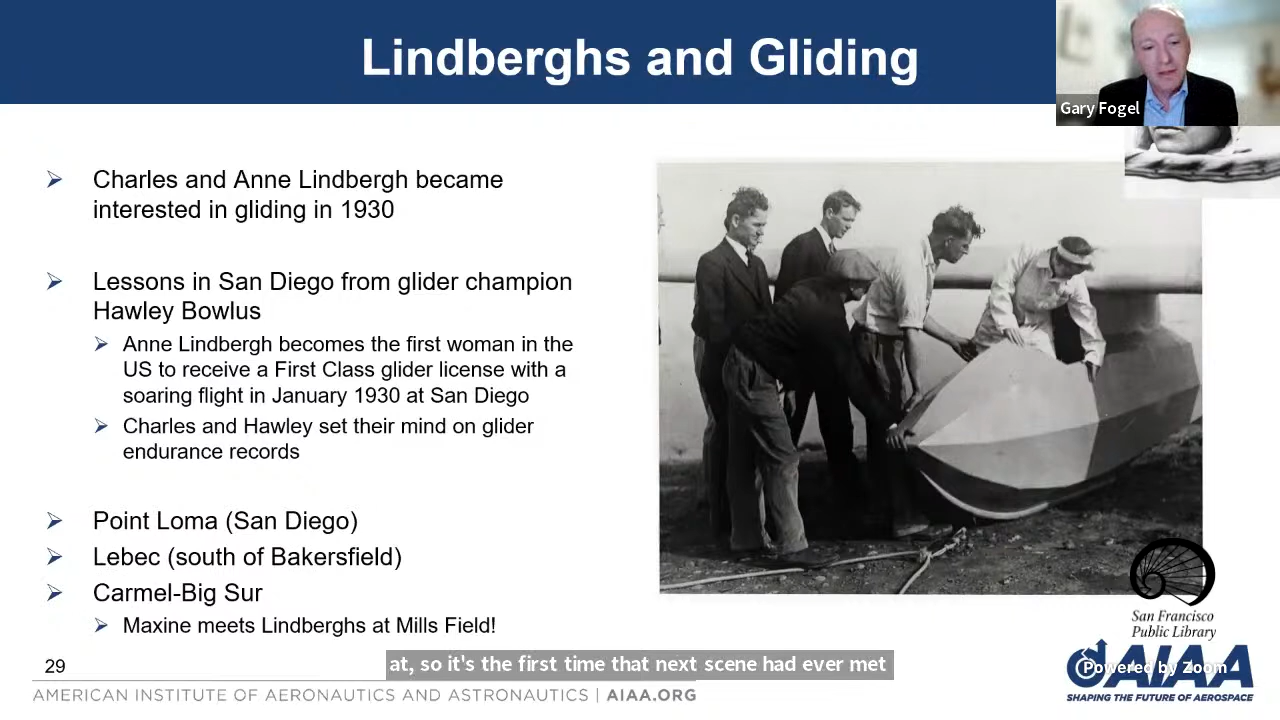 Lindberghs and Gliding
Gary Fogel
Charles and Anne Lindbergh became
interested in gliding in 1930
Lessons in San Diego from glider champion
Hawley Bowlus
Anne Lindbergh becomes the first woman in the
US to receive a First Class glider license with a
soaring flight in January 1930 at San Diego
Charles and Hawley set their mind on glider
endurance records
Point Loma (San Diego)
Lebec (south of Bakersfield)
Carmel-Big Sur
Maxine meets Lindberghs at Mills Field!
San Francisco
Public Library
29
at, so it's the first time that next scene had ever met
Powered by Zoom
AIAA
SHAPING THE FUTURE OF AEROSPACE
AMERICAN INSTITUTE OF AERONAUTICS AND ASTRONAUTICS | AIAA.ORG